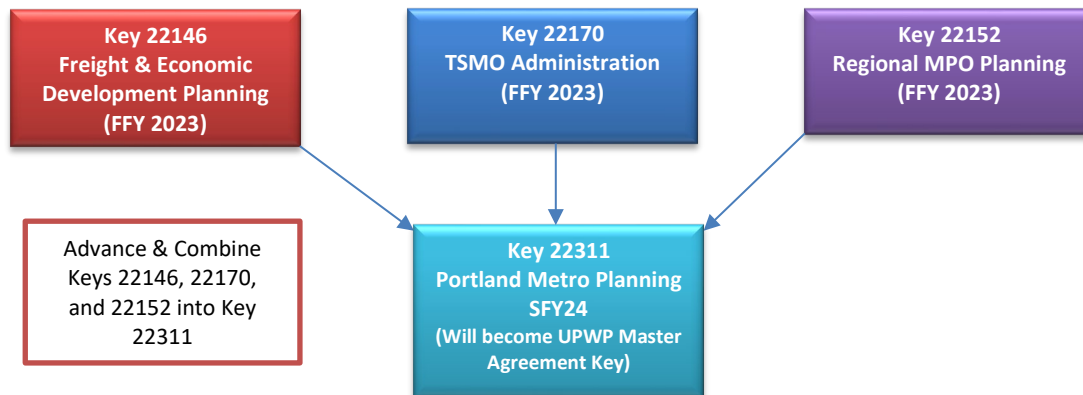 Key 22146
Freight & Economic
Development Planning
(FFY 2023)
Key 22170
TSMO Administration
(FFY 2023)
Key 22152
Regional MPO Planning
(FFY 2023)
Advance & Combine
Keys 22146, 22170,
and 22152 into Key
22311
Key 22311
Portland Metro Planning
SFY24
(Will become UPWP Master
Agreement Key)